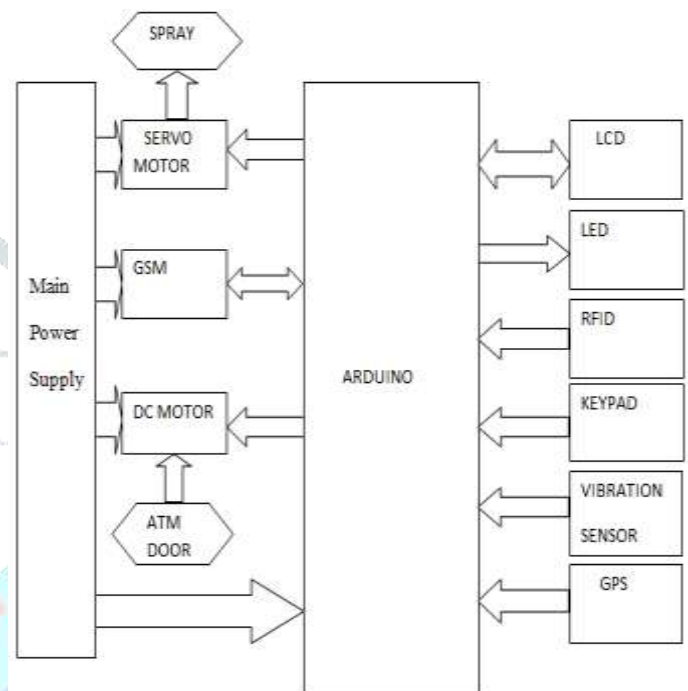 SPRAY
SERVO
MOTOR
GSM
Main
Power
Supply
DC MOTOR
ATM
DOOR
ARDUINO
LCD
LED
RFID
KEYPAD
VIBRATION
SENSOR
GPS